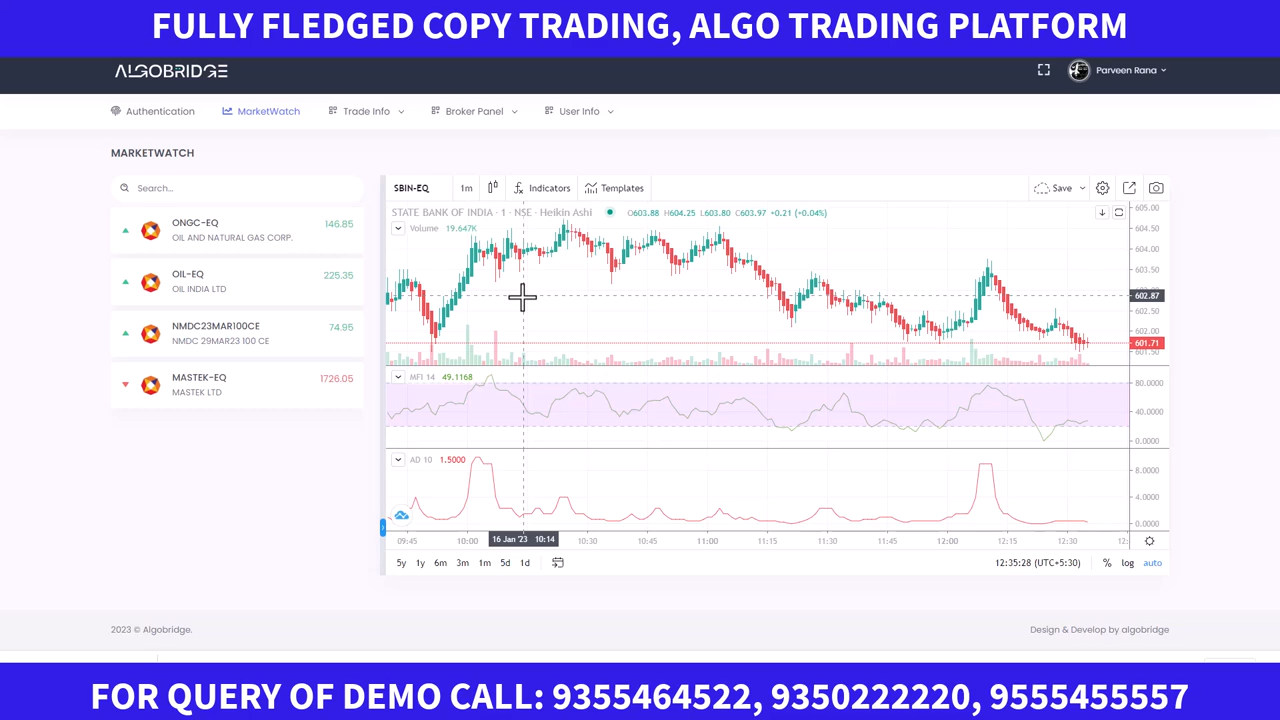 FULLY FLEDGED COPY TRADING, ALGO TRADING PLATFORM
ALGOBRIDGE
Parveen Rana
Authentication MarketWatch Trade Info Broker Panel User Info
MARKETWATCH
Search...
ONGC-EQ 146.85
OIL AND NATURAL GAS CORP.
OIL-EQ 225.35
OIL INDIA LTD
NMDC23MAR100CE 74.95
NMDC 29MAR23 100 CE
MASTEK-EQ 1726.05
MASTEK LTD
SBIN-EQ 1m Indicators Templates Save
STATE BANK OF INDIA · 1 · NSE · Heikin Ashi O603.88 H604.25 L603.80 C603.97 +0.21 (+0.04%)
Volume 19.647K
605.00
604.50
604.00
603.50
602.87
602.50
602.00
601.71
601.50
MFI 14 49.1168
80.0000
40.0000
0.0000
AD 10 1.5000
8.0000
4.0000
0.0000
09:45 10:00 16 Jan '23 10:14 10:30 10:45 11:00 11:15 11:30 11:45 12:00 12:15 12:30 12:
5y 1y 6m 3m 1m 5d 1d 12:35:28 (UTC+5:30) % log auto
2023 © Algobridge. Design & Develop by algobridge
FOR QUERY OF DEMO CALL: 9355464522, 9350222220, 9555455557